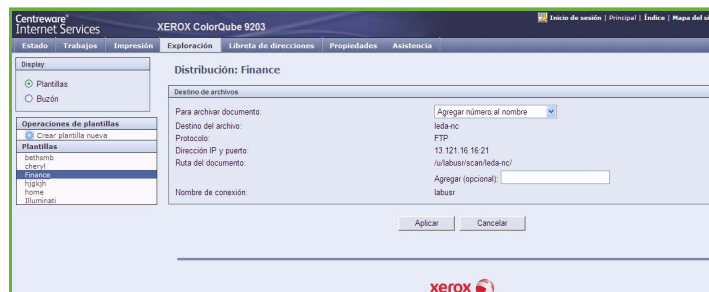 Centreware®
Internet Services
XEROX ColorQube 9203
Inicio de sesión | Principal | Índice | Mapa del si
Estado Trabajos Impresión Exploración Libreta de direcciones Propiedades Asistencia
Display
Plantillas
Buzón
Operaciones de plantillas
Crear plantilla nueva
Plantillas
bethsmb
cheryl
Finance
hjgkjh
home
Illuminati
Distribución: Finance
Destino de archivos
Para archivar documento: Agregar número al nombre
Destino del archivo: leda-nc
Protocolo: FTP
Dirección IP y puerto: 13.121.16.16:21
Ruta del documento: /u/labusr/scan/leda-nc/
Agregar (opcional):
Nombre de conexión: labusr
Aplicar Cancelar
xerox